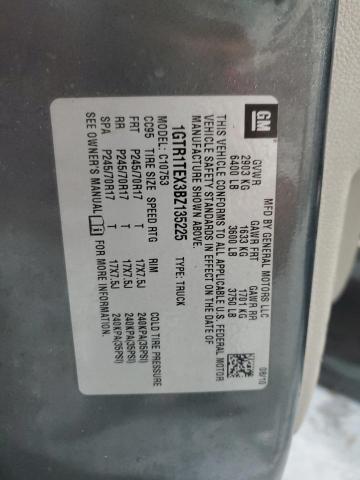 GM
MFD BY GENERAL MOTORS LLC
08/10
GVWR GAWR FRT GAWR RR
2903 KG 1633 KG 1701 KG
6400 LB 3600 LB 3750 LB
THIS VEHICLE CONFORMS TO ALL APPLICABLE U.S. FEDERAL MOTOR
VEHICLE SAFETY STANDARDS IN EFFECT ON THE DATE OF
MANUFACTURE SHOWN ABOVE.
1GTR1TEX3BZ135225 TYPE: TRUCK
MODEL: C10753
CC95 TIRE SIZE SPEED RTG RIM COLD TIRE PRESSURE
FRT P245/70R17 T 17X7.5J 240KPA(35PSI)
RR P245/70R17 T 17X7.5J 240KPA(35PSI)
SPA P245/70R17 T 17X7.5J 240KPA(35PSI)
SEE OWNER'S MANUAL FOR MORE INFORMATION.